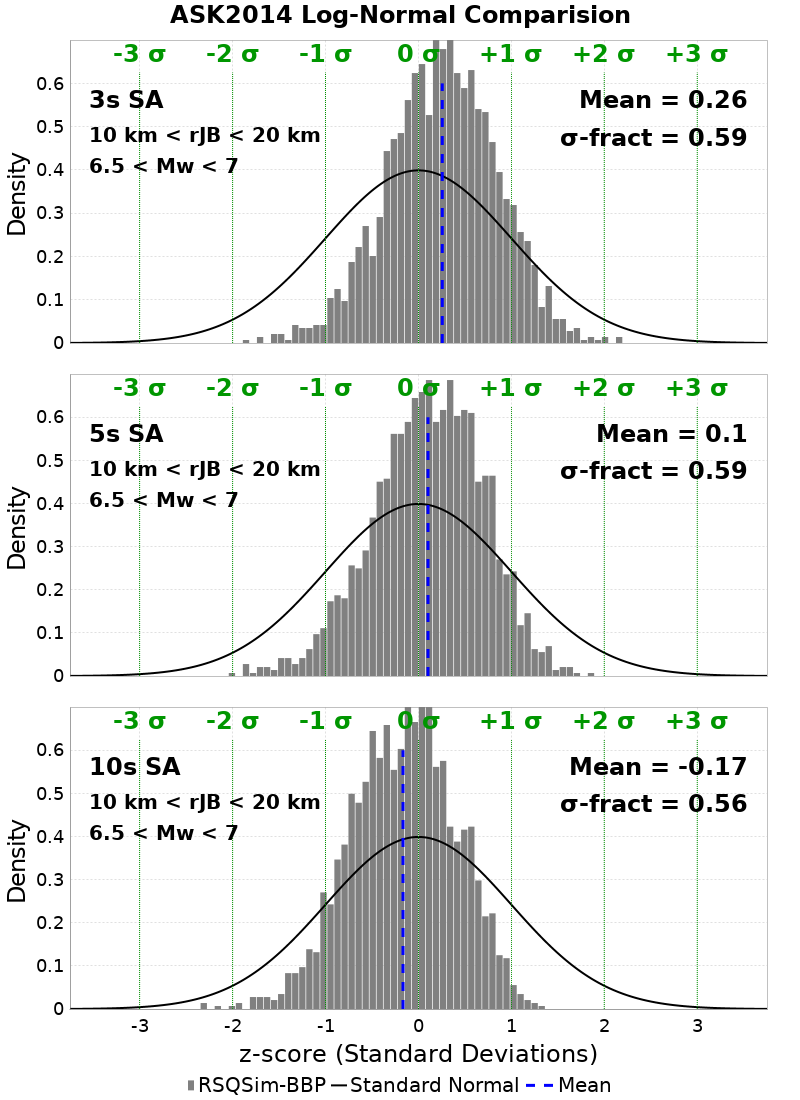 ASK2014 Log-Normal Comparision
-3 σ -2 σ -1 σ 0 σ +1 σ +2 σ +3 σ
3s SA
10 km < rJB < 20 km
6.5 < Mw < 7
Mean = 0.26
σ-fract = 0.59
Density
0.6
0.5
0.4
0.3
0.2
0.1
0
-3 σ -2 σ -1 σ 0 σ +1 σ +2 σ +3 σ
5s SA
10 km < rJB < 20 km
6.5 < Mw < 7
Mean = 0.1
σ-fract = 0.59
Density
0.6
0.5
0.4
0.3
0.2
0.1
0
-3 σ -2 σ -1 σ 0 σ +1 σ +2 σ +3 σ
10s SA
10 km < rJB < 20 km
6.5 < Mw < 7
Mean = -0.17
σ-fract = 0.56
Density
0.6
0.5
0.4
0.3
0.2
0.1
0
-3 -2 -1 0 1 2 3
z-score (Standard Deviations)
RSQSim-BBP Standard Normal Mean